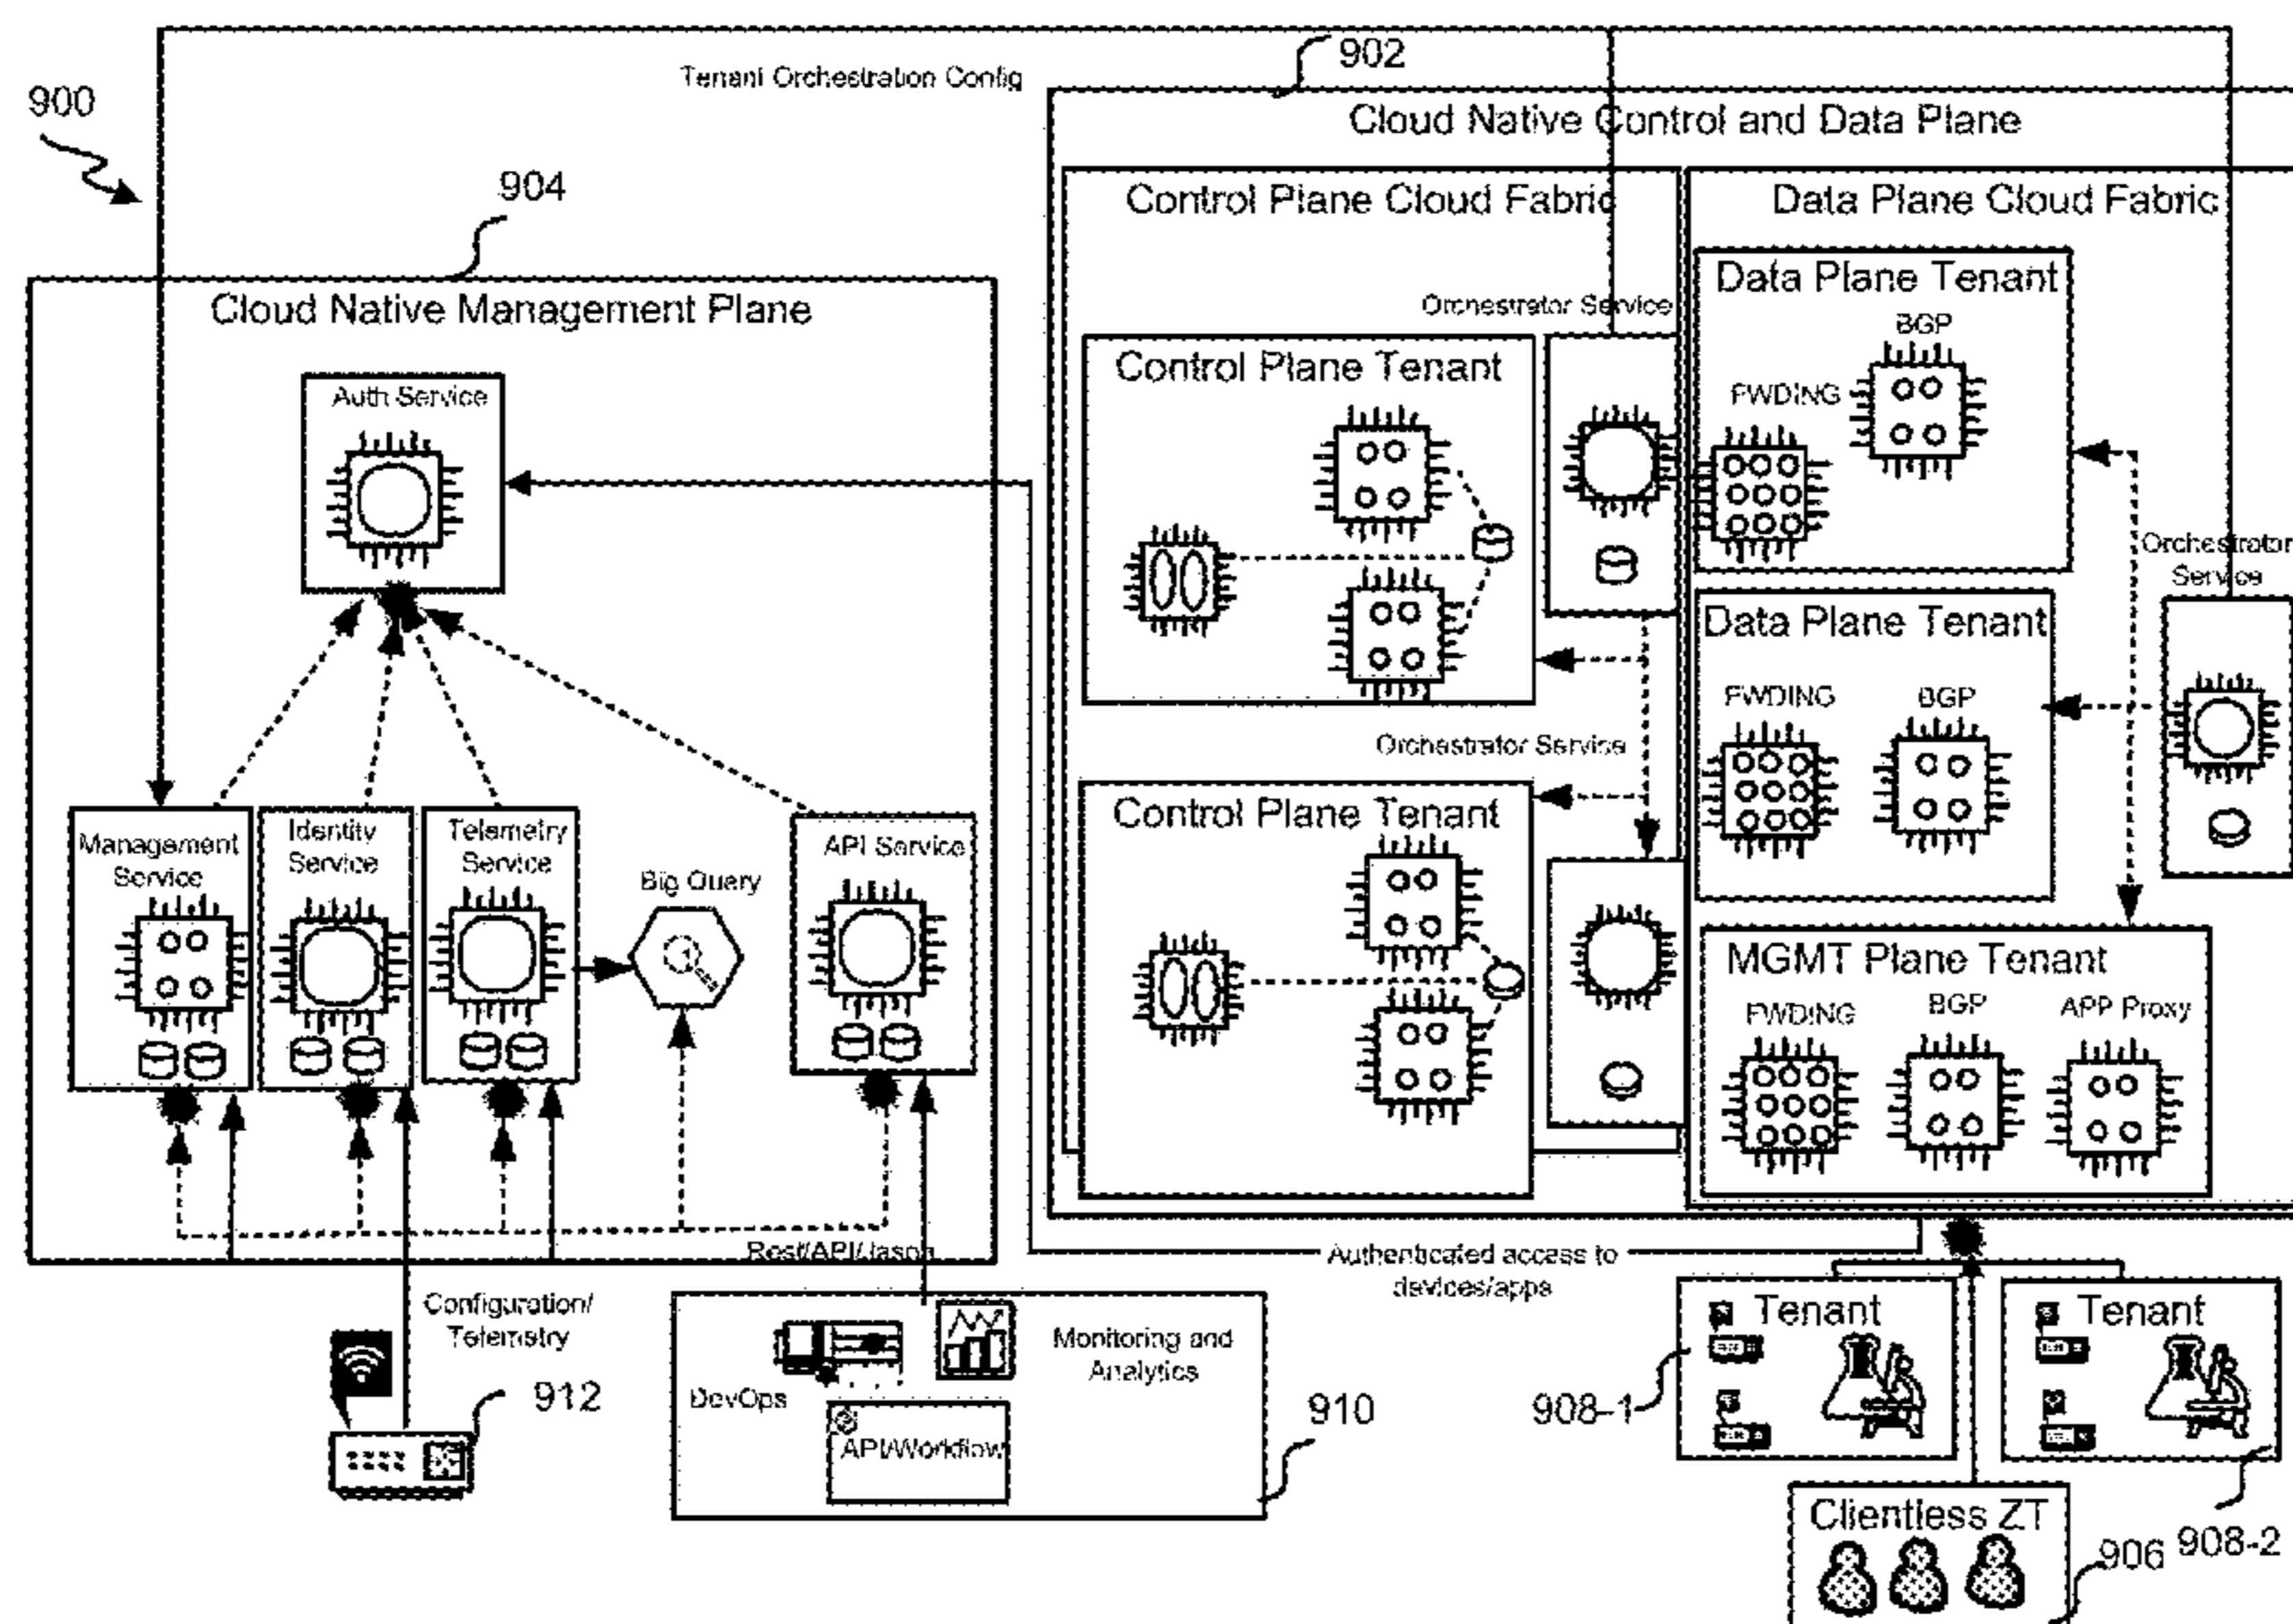 900
Tenant Orchestration Config
902
Cloud Native Control and Data Plane
904
Cloud Native Management Plane
Auth Service
Management
Service
Identity
Service
Telemetry
Service
Big Query
API Service
Rest/API/Jason
Control Plane Cloud Fabric
Orchestrator Service
Control Plane Tenant
Orchestrator Service
Control Plane Tenant
Data Plane Cloud Fabric
Data Plane Tenant
BGP
FWDING
Orchestrator
Service
Data Plane Tenant
FWDING
BGP
MGMT Plane Tenant
FWDING
BGP
APP Proxy
Authenticated access to
devices/apps
Configuration/
Telemetry
912
DevOps
Monitoring and
Analytics
API/Workflow
910
Tenant
908-1
Tenant
908-2
Clientless ZT
906